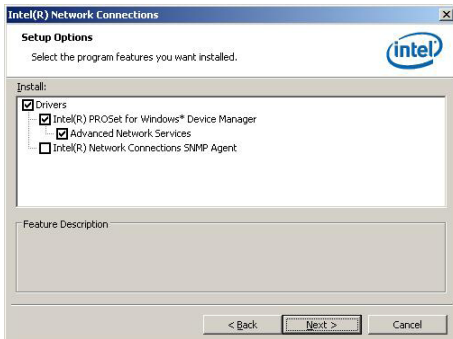 Intel(R) Network Connections
Setup Options
Select the program features you want installed.
intel
Install:
Drivers
Intel(R) PROSet for Windows* Device Manager
Advanced Network Services
Intel(R) Network Connections SNMP Agent
Feature Description
< Back
Next >
Cancel